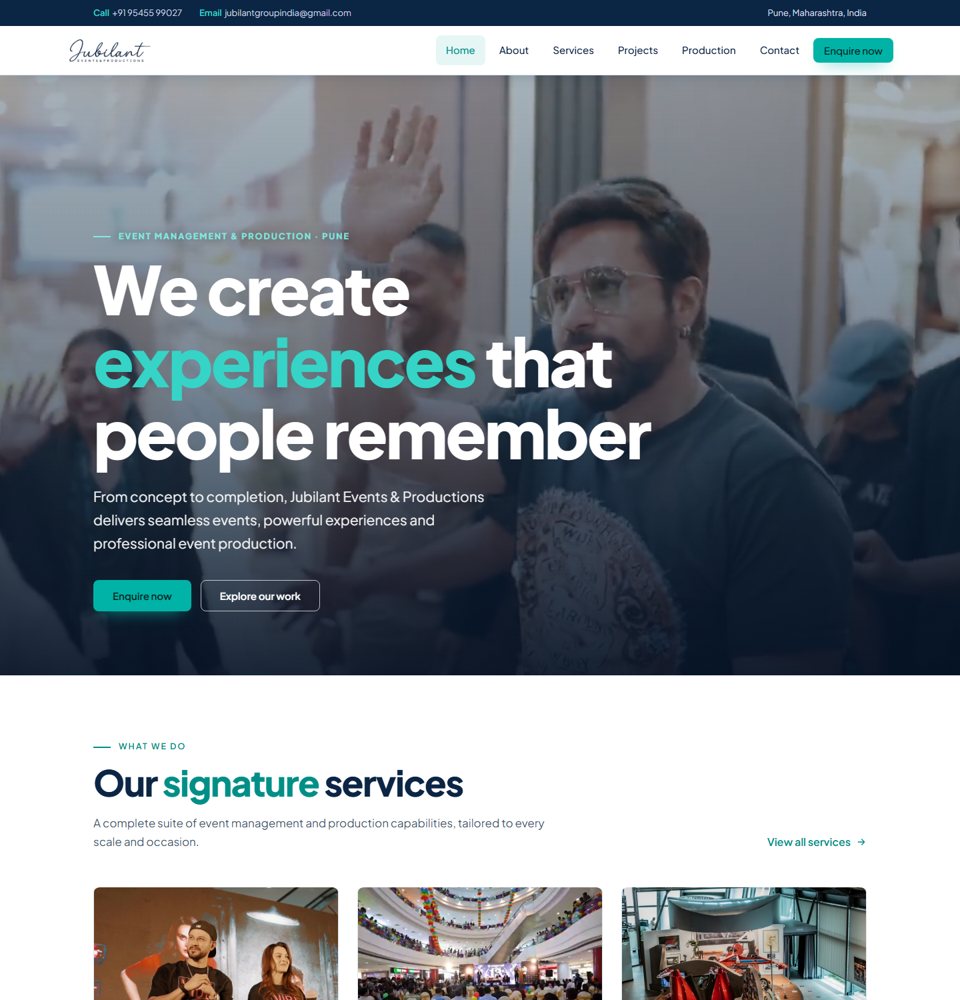 Call +91 95455 99027 Email jubilantgroupindia@gmail.com Pune, Maharashtra, India
Jubilant
EVENTS & PRODUCTIONS
Home About Services Projects Production Contact Enquire now
EVENT MANAGEMENT & PRODUCTION · PUNE
We create
experiences that
people remember
From concept to completion, Jubilant Events & Productions
delivers seamless events, powerful experiences and
professional event production.
Enquire now Explore our work
WHAT WE DO
Our signature services
A complete suite of event management and production capabilities, tailored to every
scale and occasion.
View all services →